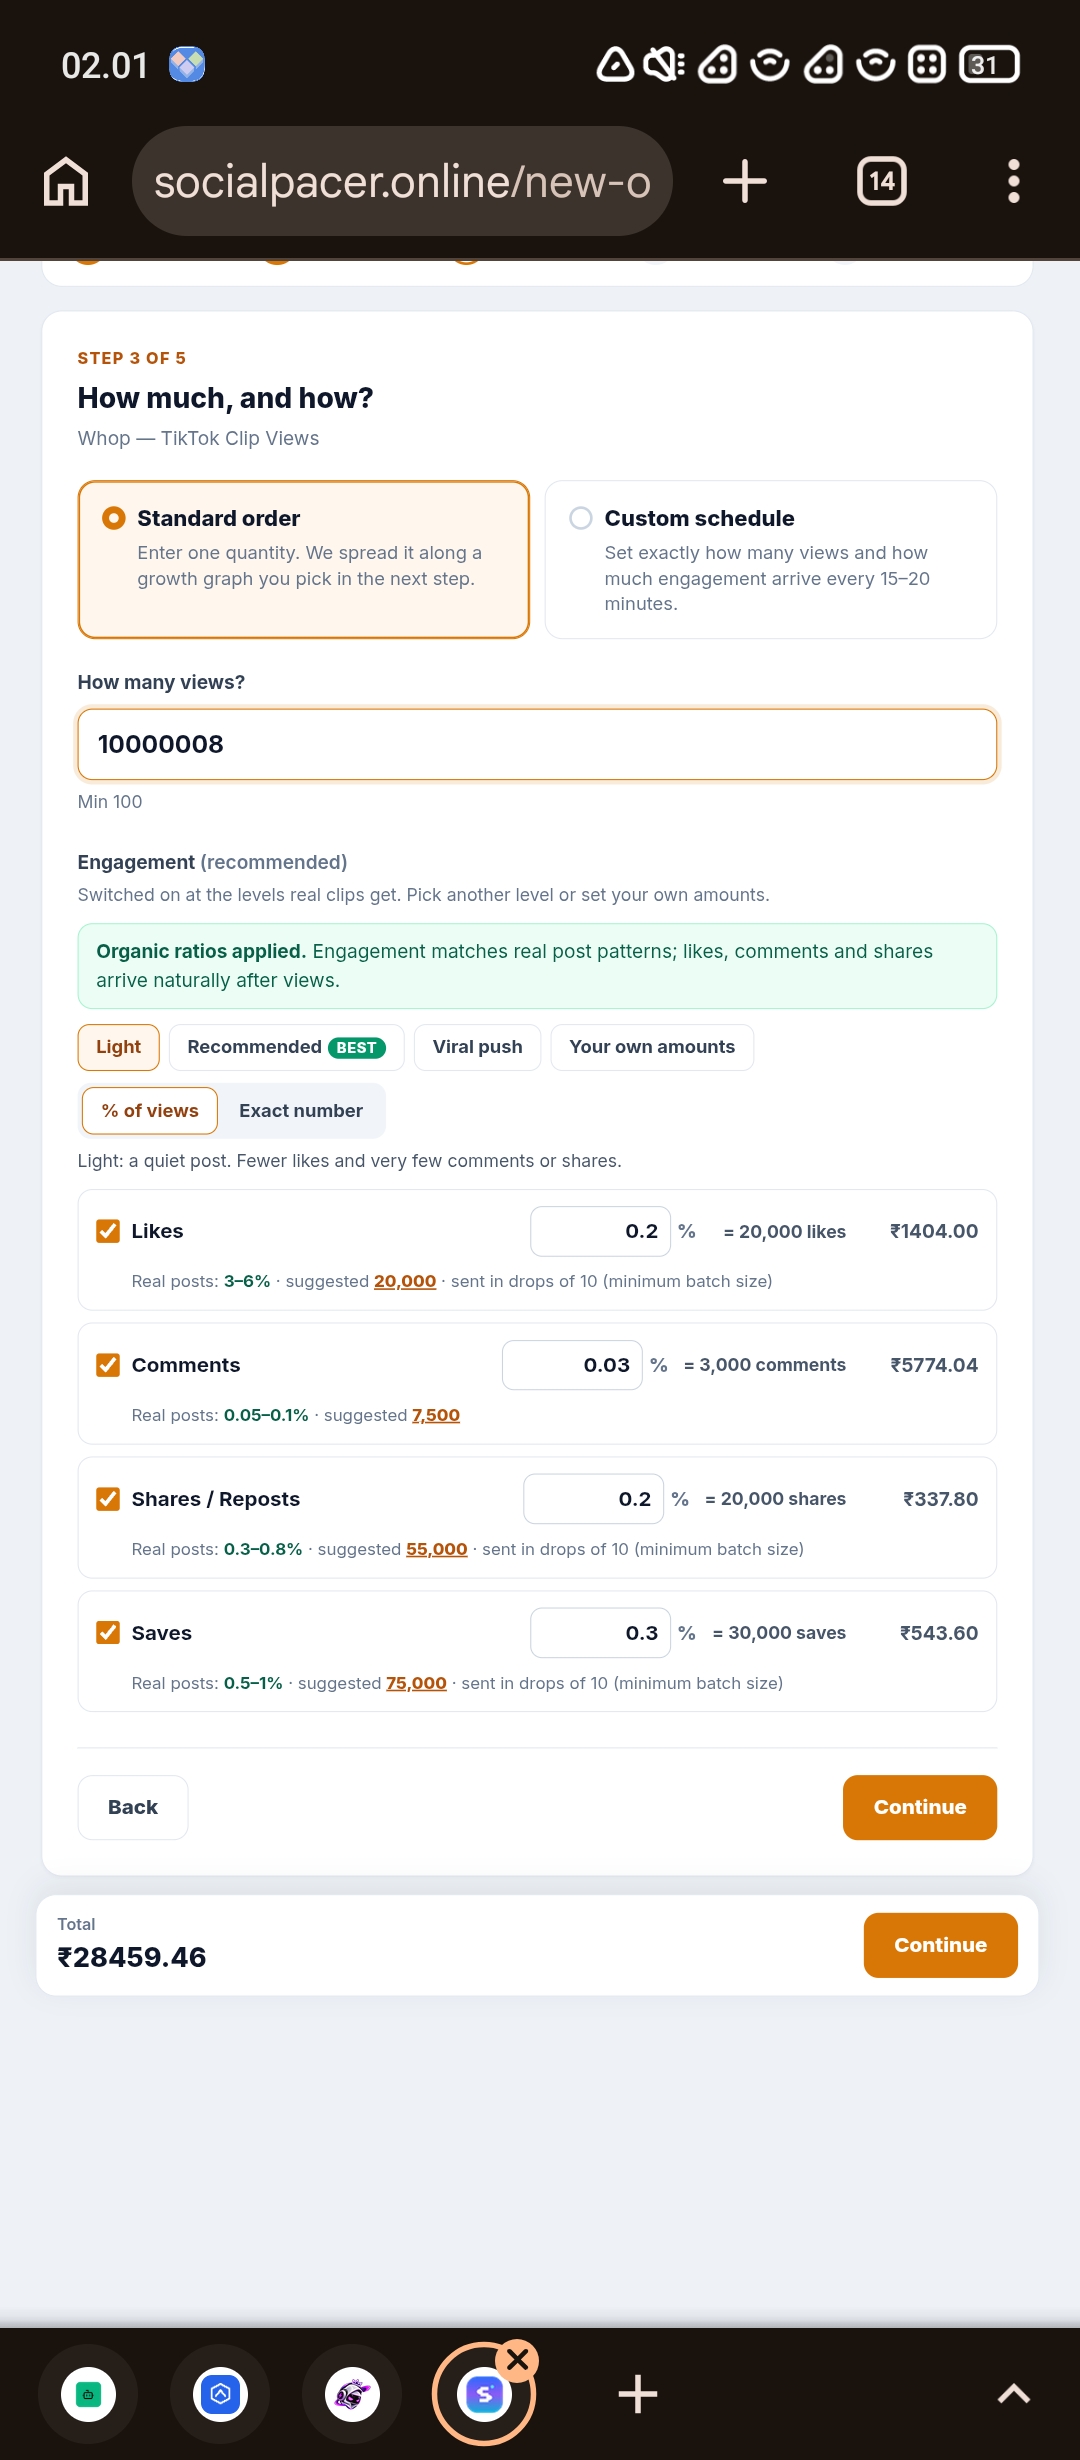 02.01
31
socialpacer.online/new-o
14
STEP 3 OF 5
How much, and how?
Whop — TikTok Clip Views
Standard order
Enter one quantity. We spread it along a
growth graph you pick in the next step.
Custom schedule
Set exactly how many views and how
much engagement arrive every 15–20
minutes.
How many views?
10000008
Min 100
Engagement (recommended)
Switched on at the levels real clips get. Pick another level or set your own amounts.
Organic ratios applied. Engagement matches real post patterns; likes, comments and shares
arrive naturally after views.
Light Recommended BEST Viral push Your own amounts
% of views Exact number
Light: a quiet post. Fewer likes and very few comments or shares.
Likes 0.2 % = 20,000 likes ₹1404.00
Real posts: 3–6% · suggested 20,000 · sent in drops of 10 (minimum batch size)
Comments 0.03 % = 3,000 comments ₹5774.04
Real posts: 0.05–0.1% · suggested 7,500
Shares / Reposts 0.2 % = 20,000 shares ₹337.80
Real posts: 0.3–0.8% · suggested 55,000 · sent in drops of 10 (minimum batch size)
Saves 0.3 % = 30,000 saves ₹543.60
Real posts: 0.5–1% · suggested 75,000 · sent in drops of 10 (minimum batch size)
Back Continue
Total
₹28459.46
Continue